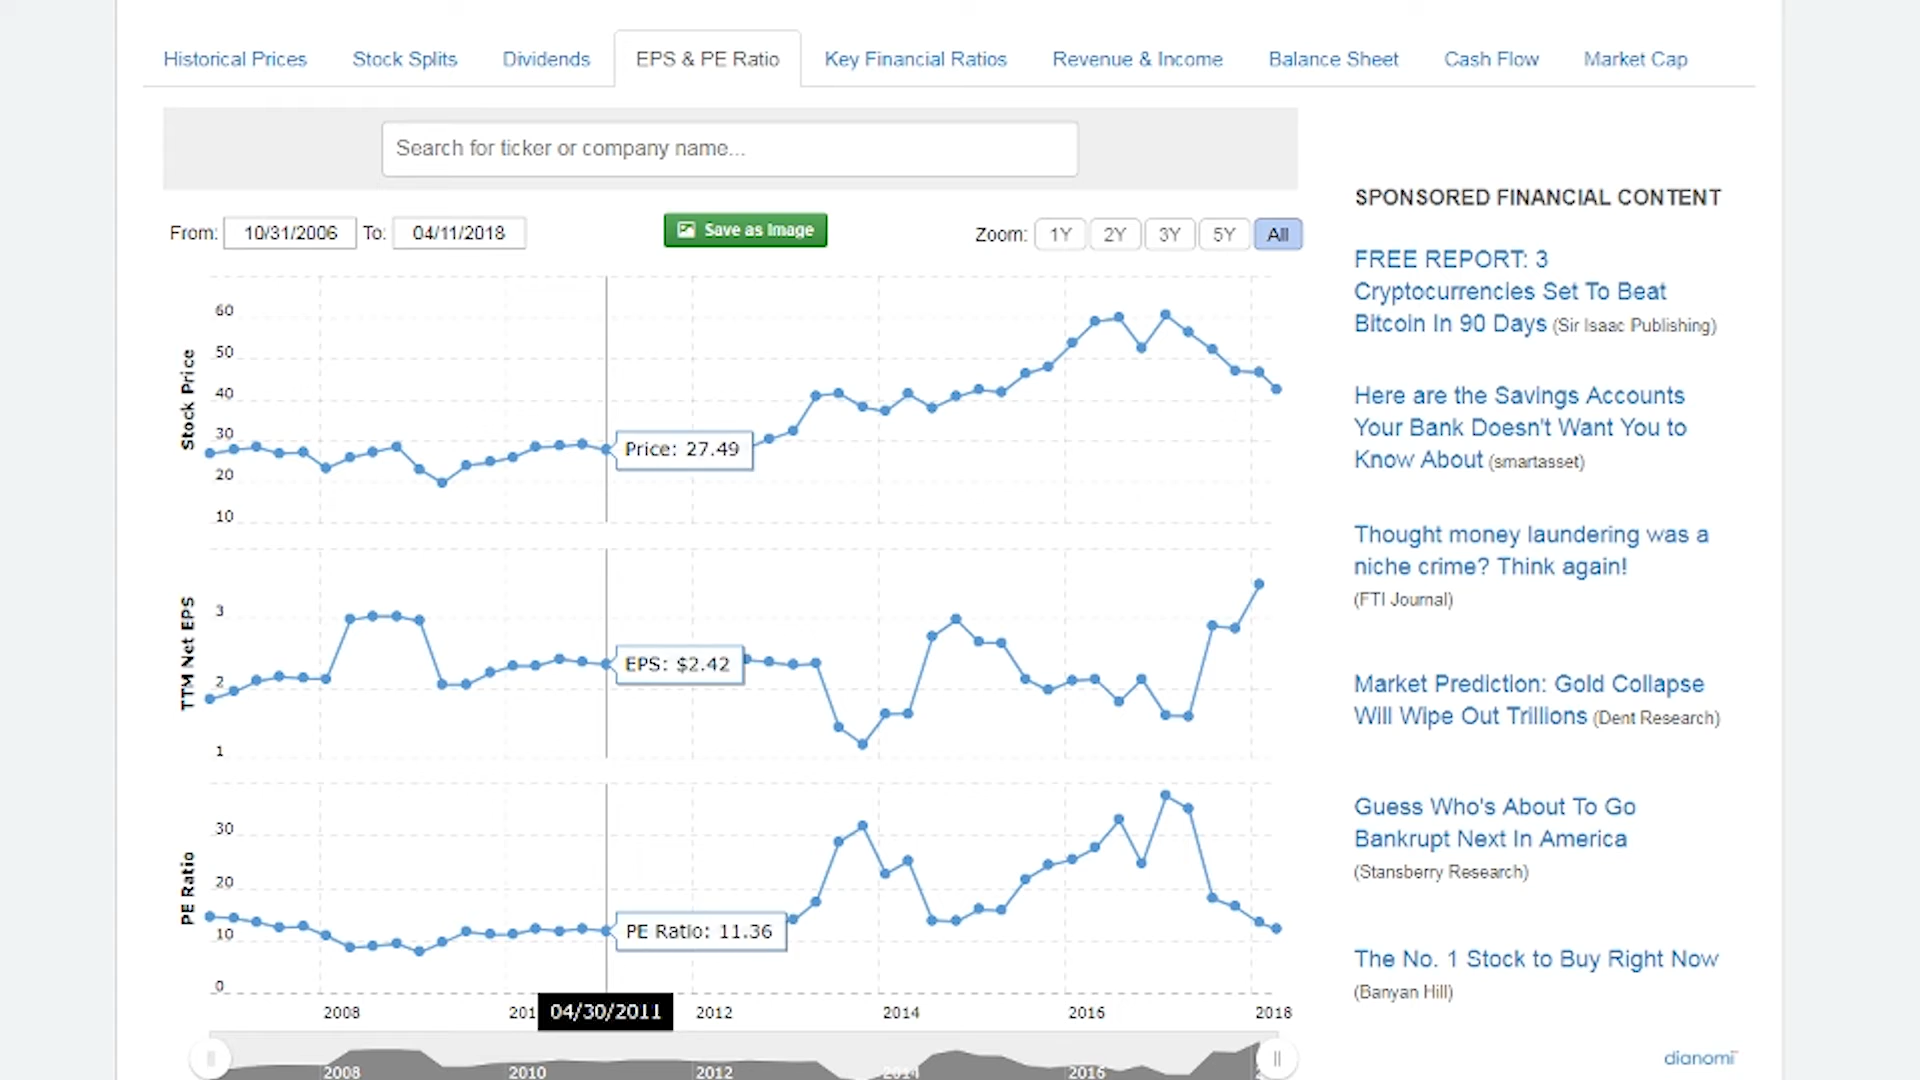 Historical Prices Stock Splits Dividends EPS & PE Ratio Key Financial Ratios Revenue & Income Balance Sheet Cash Flow Market Cap
Search for ticker or company name...
From: 10/31/2006 To: 04/11/2018 Save as Image Zoom: 1Y 2Y 3Y 5Y All
Stock Price
60
50
40
30
20
10
Price: 27.49
TTM Net EPS
3
2
1
EPS: $2.42
PE Ratio
30
20
10
0
PE Ratio: 11.36
2008 201 04/30/2011 2012 2014 2016 2018
2008 2010 2012 2014 2016 2
SPONSORED FINANCIAL CONTENT
FREE REPORT: 3
Cryptocurrencies Set To Beat
Bitcoin In 90 Days (Sir Isaac Publishing)
Here are the Savings Accounts
Your Bank Doesn't Want You to
Know About (smartasset)
Thought money laundering was a
niche crime? Think again!
(FTI Journal)
Market Prediction: Gold Collapse
Will Wipe Out Trillions (Dent Research)
Guess Who's About To Go
Bankrupt Next In America
(Stansberry Research)
The No. 1 Stock to Buy Right Now
(Banyan Hill)
dianomi